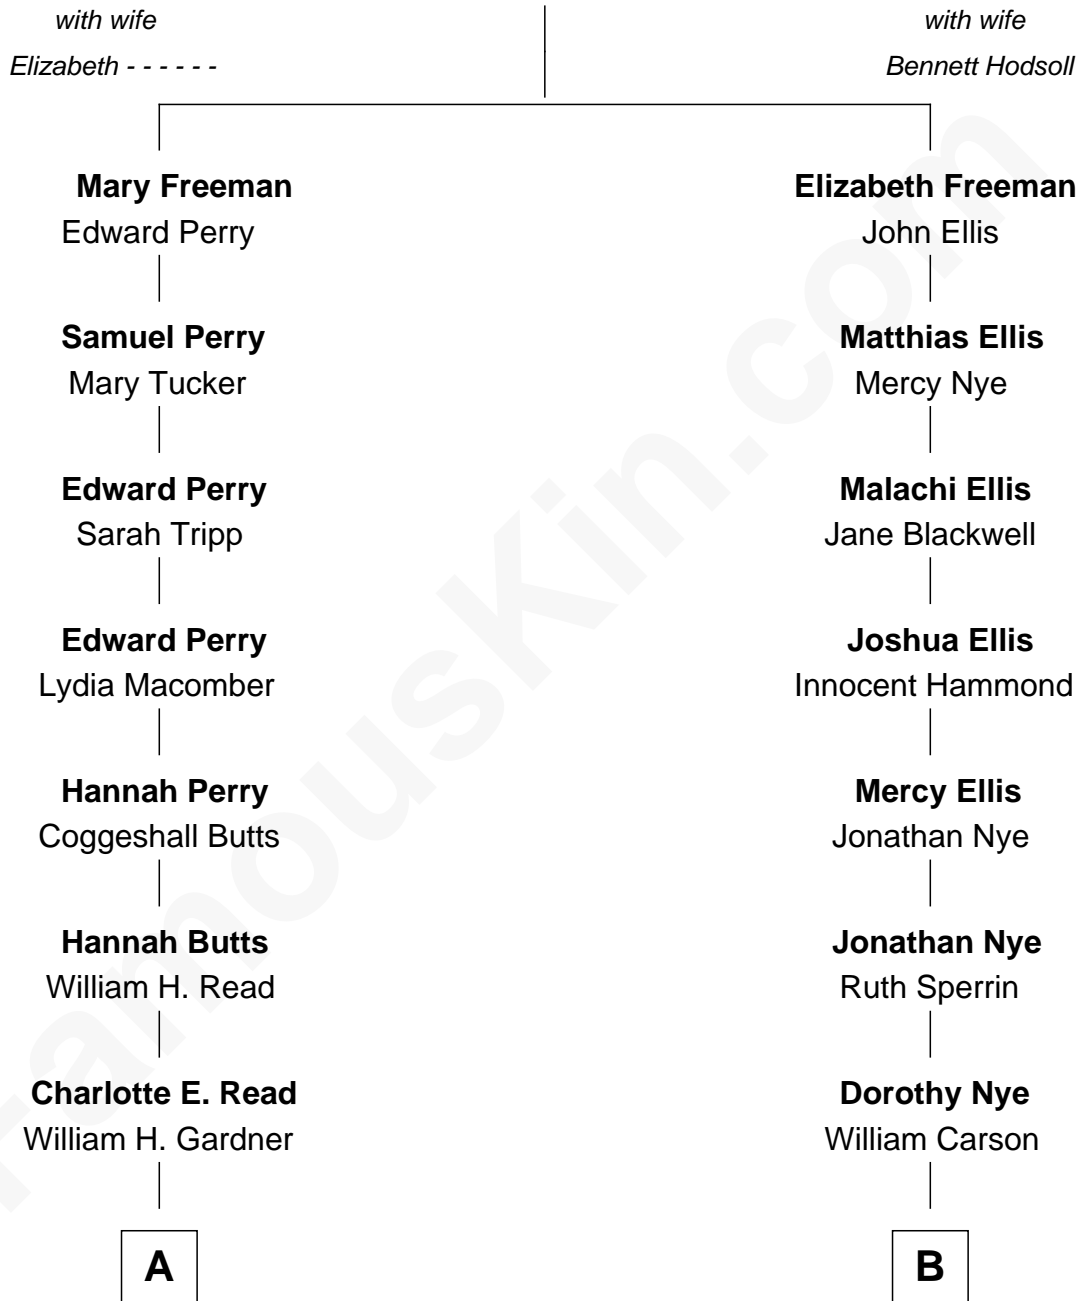 with wife
with wife
Elizabeth - - - - - -
Bennett Hodsoll
Mary Freeman
Elizabeth Freeman
Edward Perry
John Ellis
Samuel Perry
Matthias Ellis
Mary Tucker
Mercy Nye
Edward Perry
Malachi Ellis
Sarah Tripp
Jane Blackwell
Edward Perry
Joshua Ellis
Lydia Macomber
Innocent Hammond
Hannah Perry
Mercy Ellis
Coggeshall Butts
Jonathan Nye
Hannah Butts
Jonathan Nye
William H. Read
Ruth Sperrin
Charlotte E. Read
Dorothy Nye
William H. Gardner
William Carson
A
B
FamousKin.com